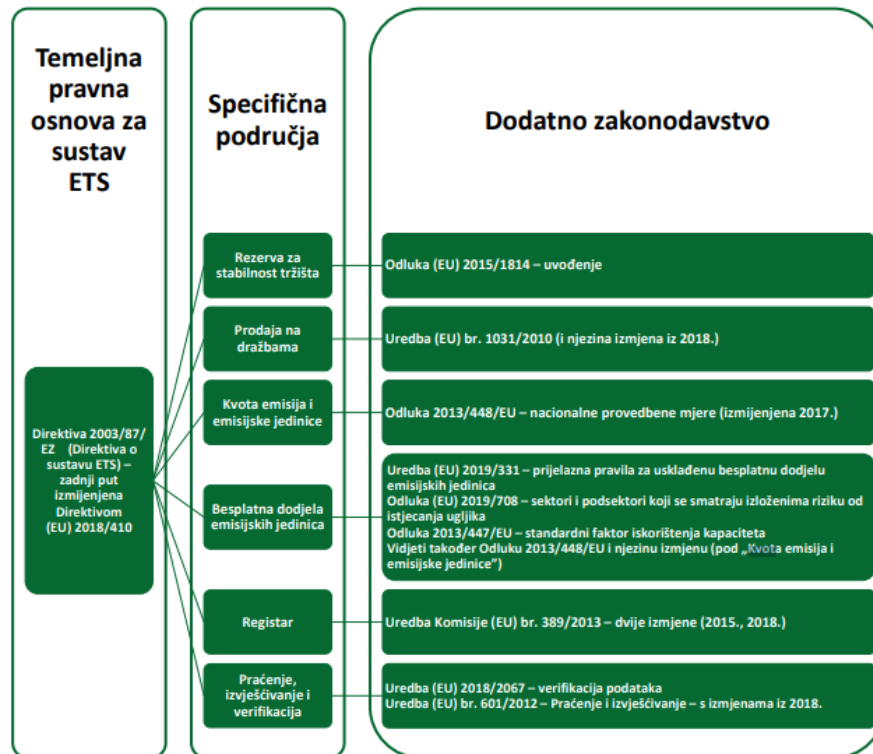 Temeljna
pravna
osnova za
sustav
ETS
Specifična
područja
Dodatno zakonodavstvo
Direktiva 2003/87/
EZ (Direktiva o
sustavu ETS) –
zadnji put
izmijenjena
Direktivom
(EU) 2018/410
Rezerva za
stabilnost tržišta
Odluka (EU) 2015/1814 – uvođenje
Prodaja na
dražbama
Uredba (EU) br. 1031/2010 (i njezina izmjena iz 2018.)
Kvota emisija i
emisijske jedinice
Odluka 2013/448/EU – nacionalne provedbene mjere (izmijenjena 2017.)
Besplatna dodjela
emisijskih jedinica
Uredba (EU) 2019/331 – prijelazna pravila za usklađenu besplatnu dodjelu
emisijskih jedinica
Odluka (EU) 2019/708 – sektori i podsektori koji se smatraju izloženima riziku od
istjecanja ugljika
Odluka 2013/447/EU – standardni faktor iskorištenja kapaciteta
Vidjeti također Odluku 2013/448/EU i njezinu izmjenu (pod „Kvota emisija i
emisijske jedinice”)
Registar
Uredba Komisije (EU) br. 389/2013 – dvije izmjene (2015., 2018.)
Praćenje,
izvješćivanje i
verifikacija
Uredba (EU) 2018/2067 – verifikacija podataka
Uredba (EU) br. 601/2012 – Praćenje i izvješćivanje – s izmjenama iz 2018.